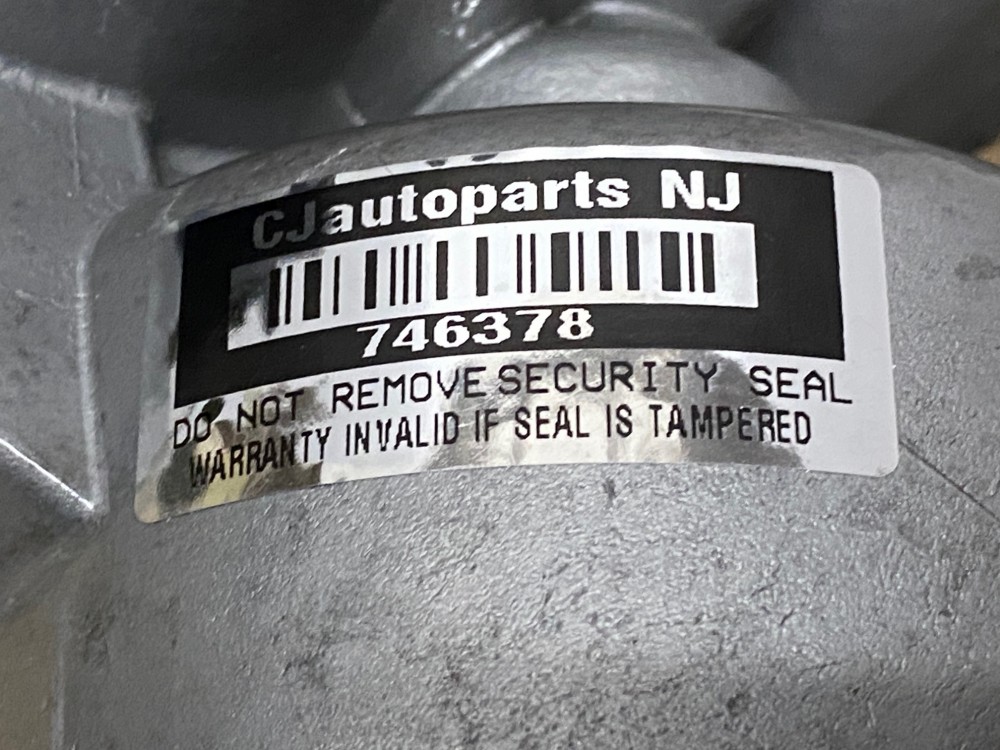 CJautoparts NJ
746378
DO NOT REMOVE SECURITY SEAL
WARRANTY INVALID IF SEAL IS TAMPERED